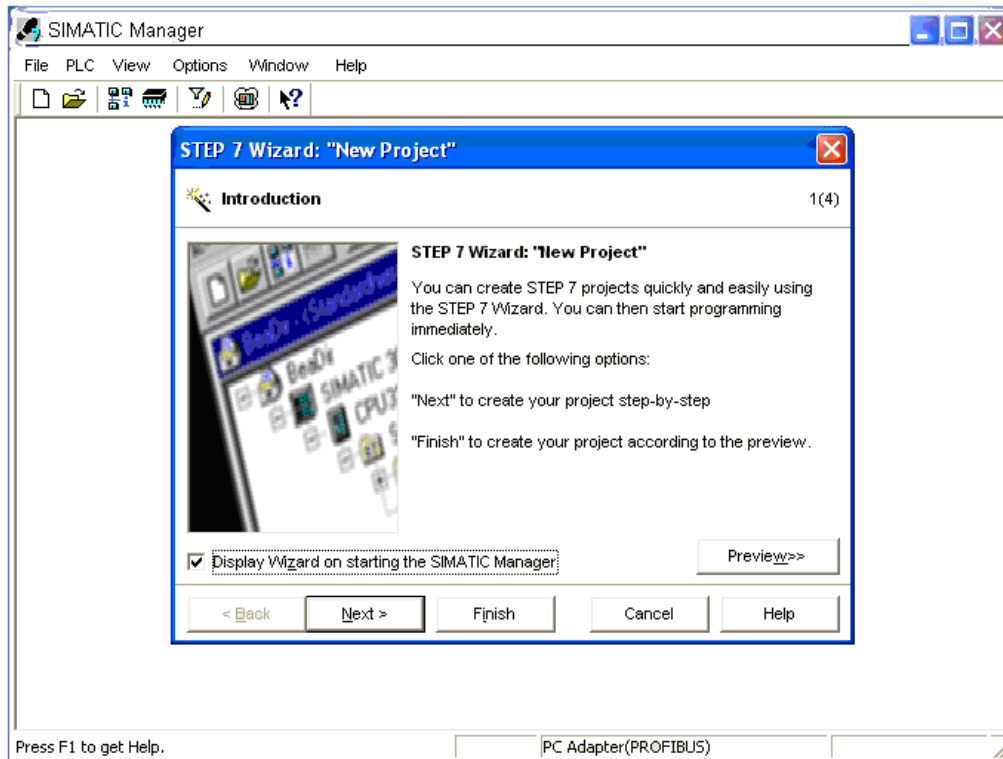 SIMATIC Manager
File PLC View Options Window Help
STEP 7 Wizard: "New Project"
Introduction 1(4)
STEP 7 Wizard: "New Project"
You can create STEP 7 projects quickly and easily using
the STEP 7 Wizard. You can then start programming
immediately.
Click one of the following options:
"Next" to create your project step-by-step
"Finish" to create your project according to the preview.
SIMATIC
Display Wizard on starting the SIMATIC Manager
Preview>>
< Back Next > Finish Cancel Help
Press F1 to get Help. PC Adapter(PROFIBUS)